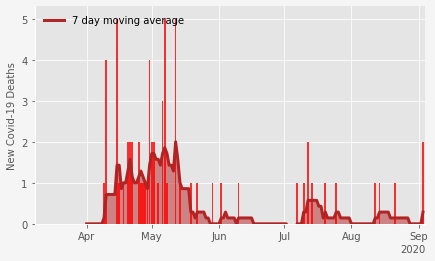 7 day moving average
New Covid-19 Deaths
5
4
3
2
1
0
Apr
May
Jun
Jul
Aug
Sep
2020